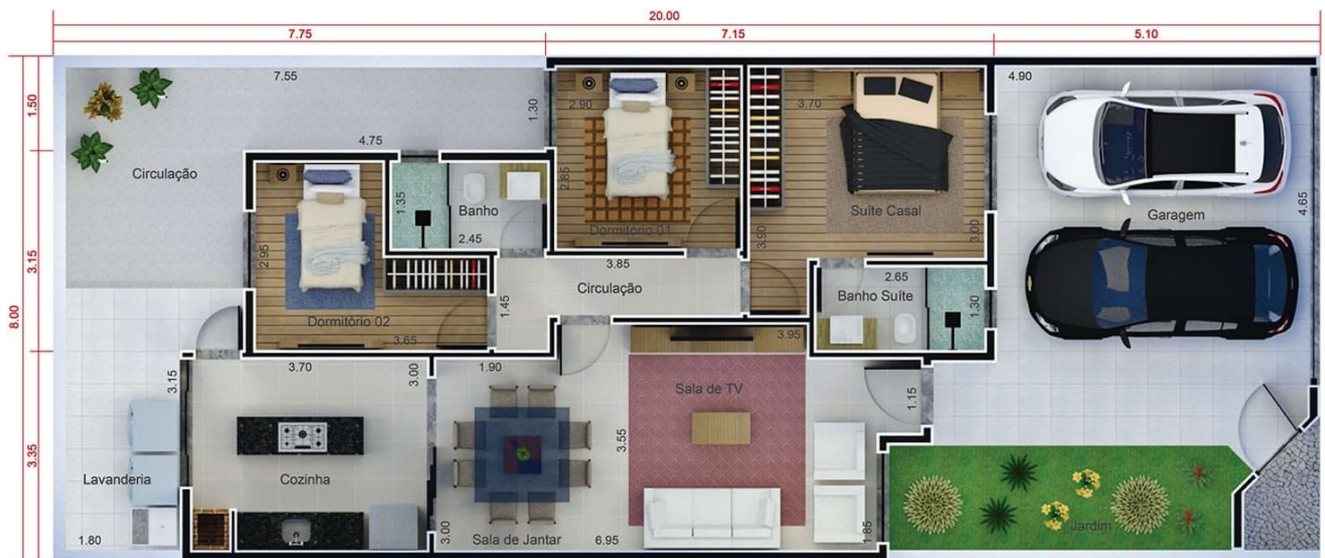 20.00
7.75
7.15
5.10
8.00
1.50
3.15
3.35
7.55
4.75
1.30
2.90
3.70
4.90
Circulação
1.35
Banho
2.45
2.85
Dormitório 01
Suíte Casal
3.90
3.00
Garagem
4.65
2.95
Dormitório 02
3.65
3.85
Circulação
1.45
2.65
Banho Suíte
1.30
3.95
3.15
3.70
3.00
1.90
Sala de TV
1.15
3.55
Lavanderia
Cozinha
1.80
3.00
Sala de Jantar
6.95
1.85
Jardim